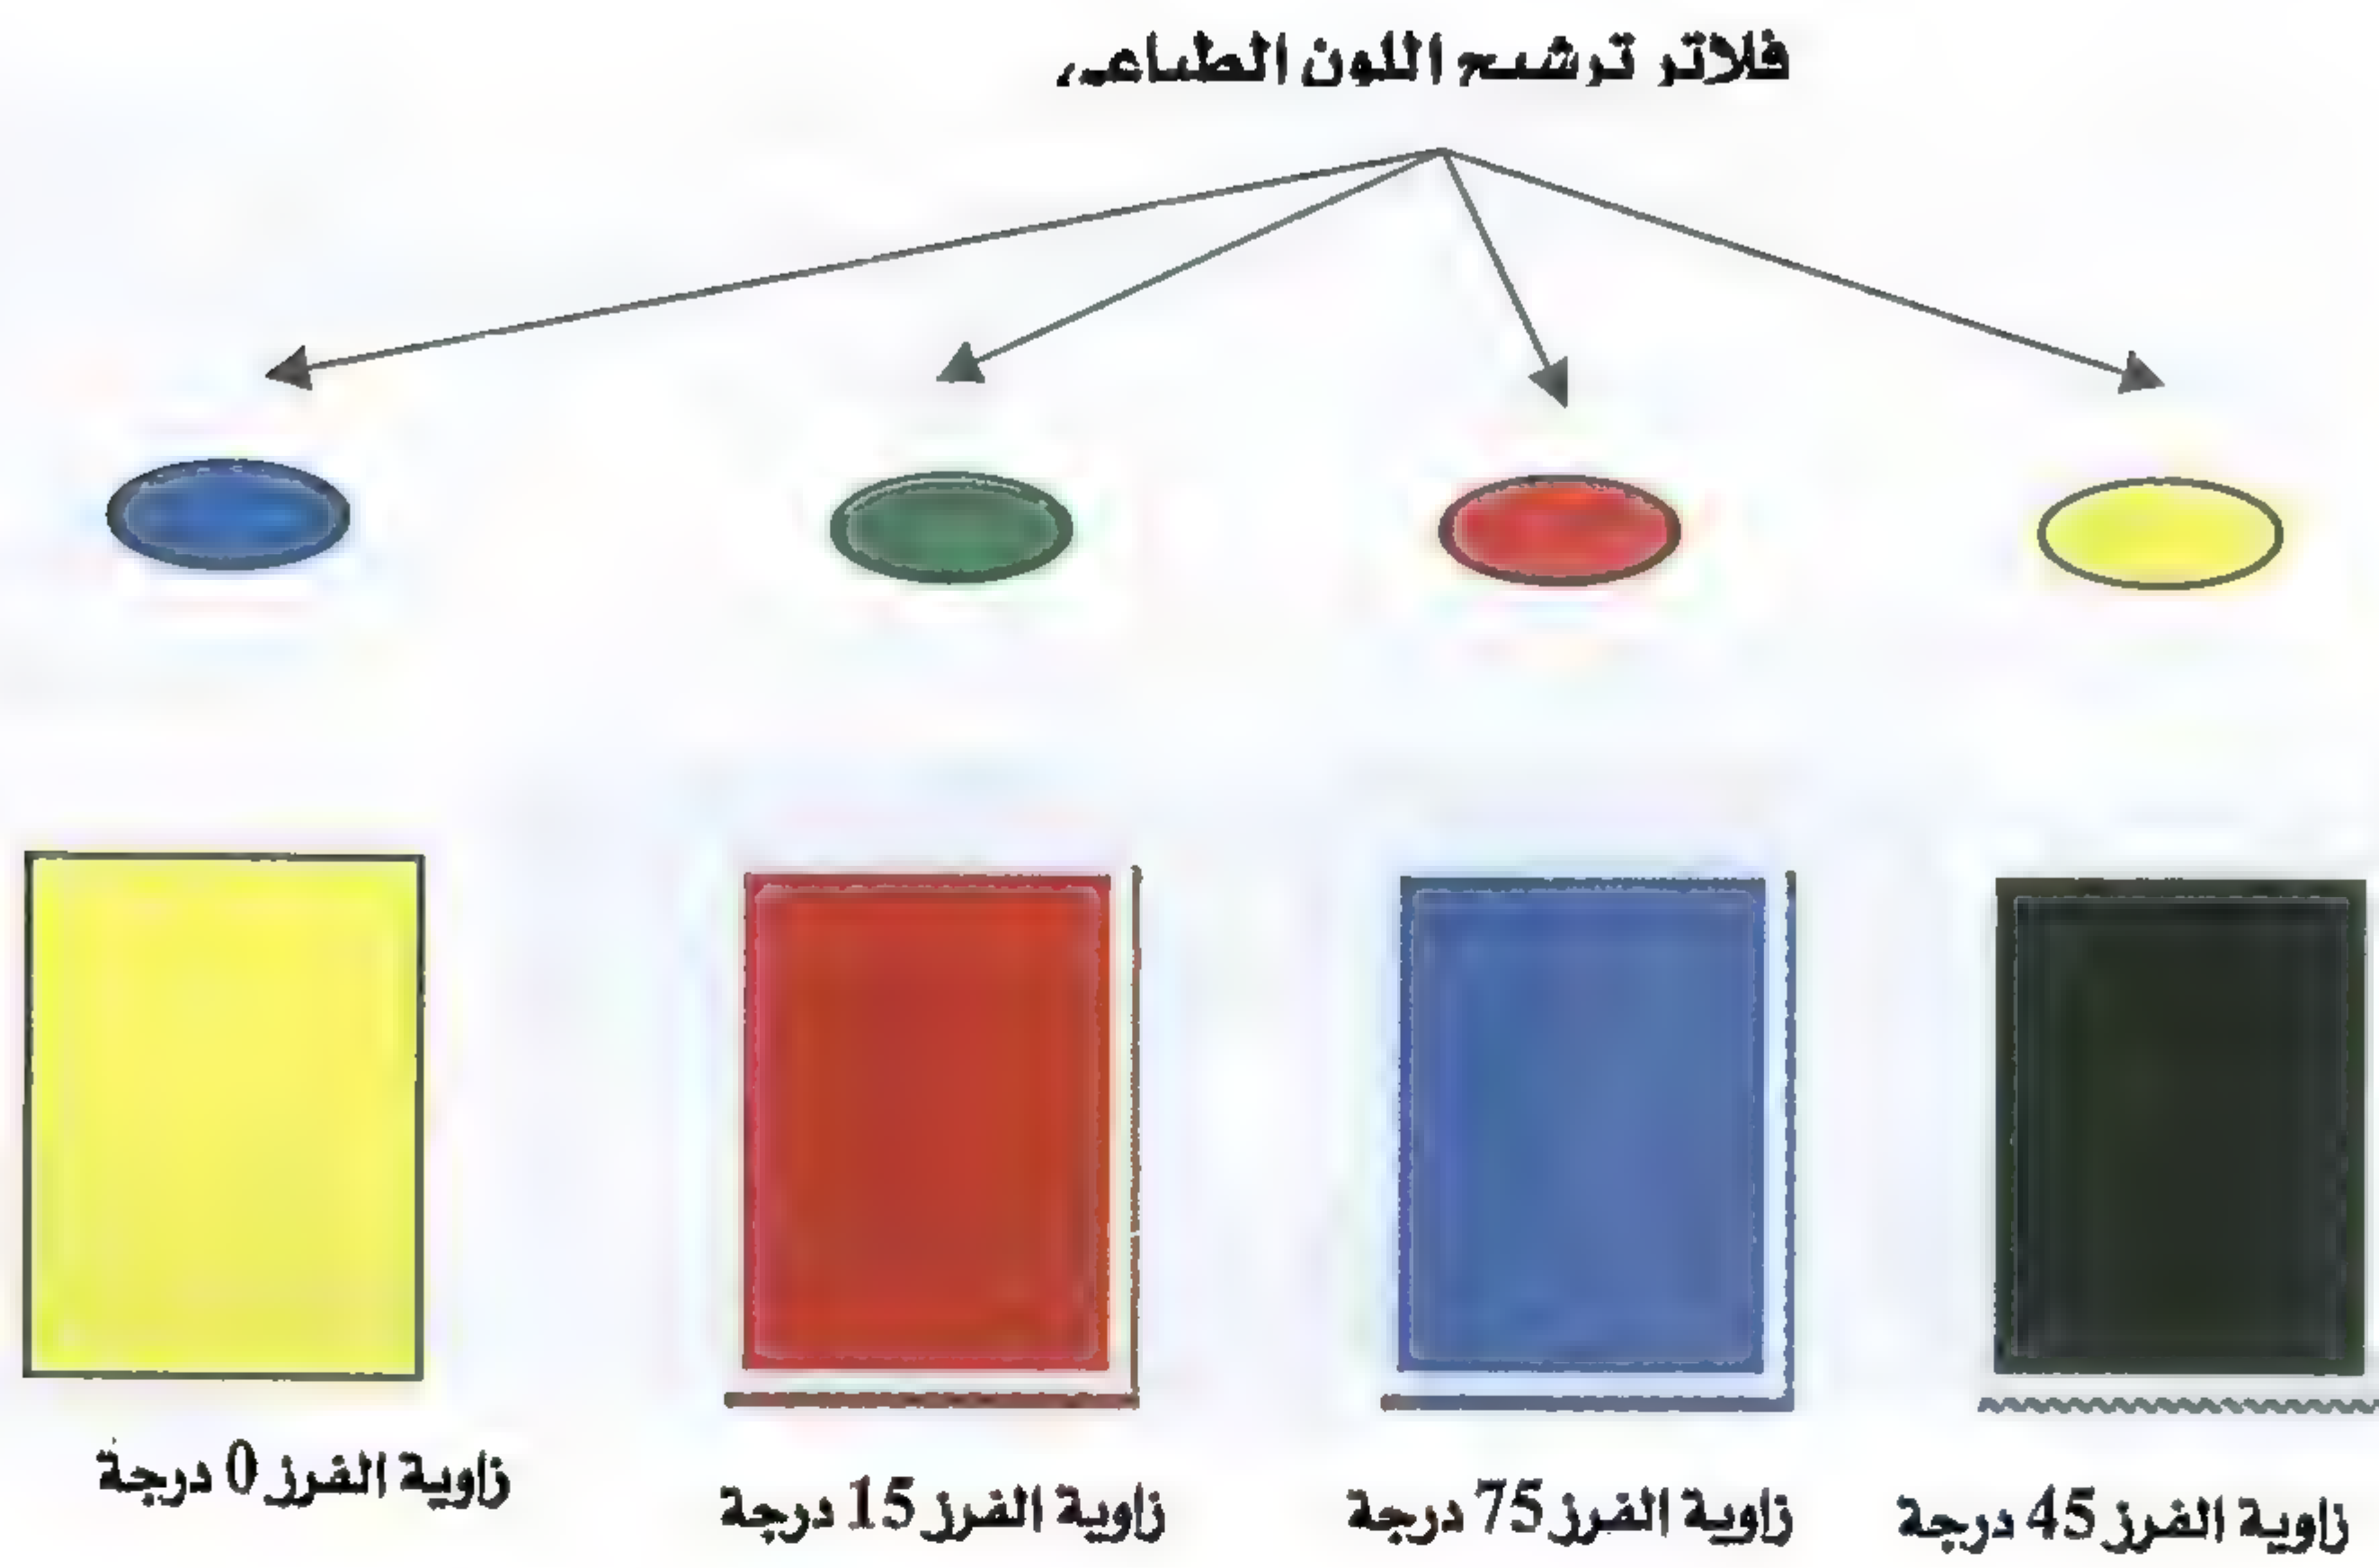 فلاتر ترشيح اللون الطباعي
زاوية الفرز 45 درجة
زاوية الفرز 75 درجة
زاوية الفرز 15 درجة
زاوية الفرز 0 درجة